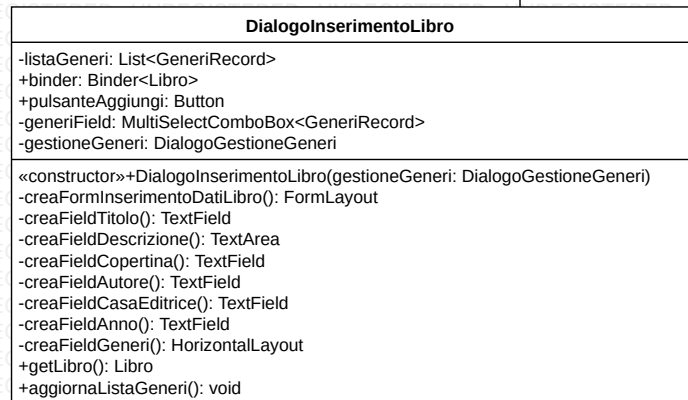 DialogoInserimentoLibro
-listaGeneri: List<GeneriRecord>
+binder: Binder<Libro>
+pulsanteAggiungi: Button
-generiField: MultiSelectComboBox<GeneriRecord>
-gestioneGeneri: DialogoGestioneGeneri
«constructor»+DialogoInserimentoLibro(gestioneGeneri: DialogoGestioneGeneri)
-creaFormInserimentoDatiLibro(): FormLayout
-creaFieldTitolo(): TextField
-creaFieldDescrizione(): TextArea
-creaFieldCopertina(): TextField
-creaFieldAutore(): TextField
-creaFieldCasaEditrice(): TextField
-creaFieldAnno(): TextField
-creaFieldGeneri(): HorizontalLayout
+getLibro(): Libro
+aggiornaListaGeneri(): void